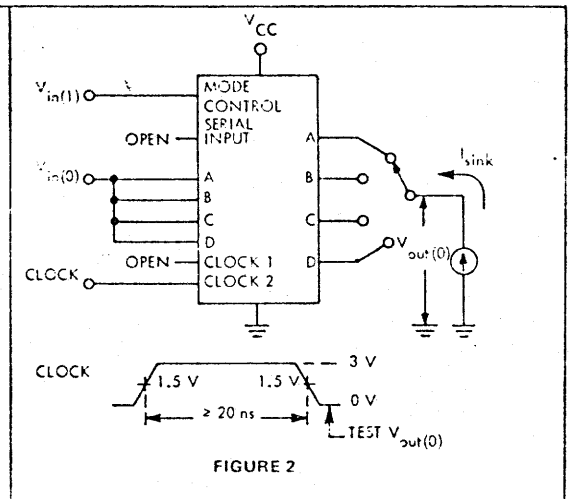 VCC
Vin(1)
MODE
CONTROL
SERIAL
INPUT
OPEN
A
Isink
Vin(0)
A
B
B
C
C
D
Vout(0)
OPEN
CLOCK 1
D
CLOCK
CLOCK 2
CLOCK
3 V
1.5 V
1.5 V
0 V
≥ 20 ns
TEST Vout(0)
FIGURE 2